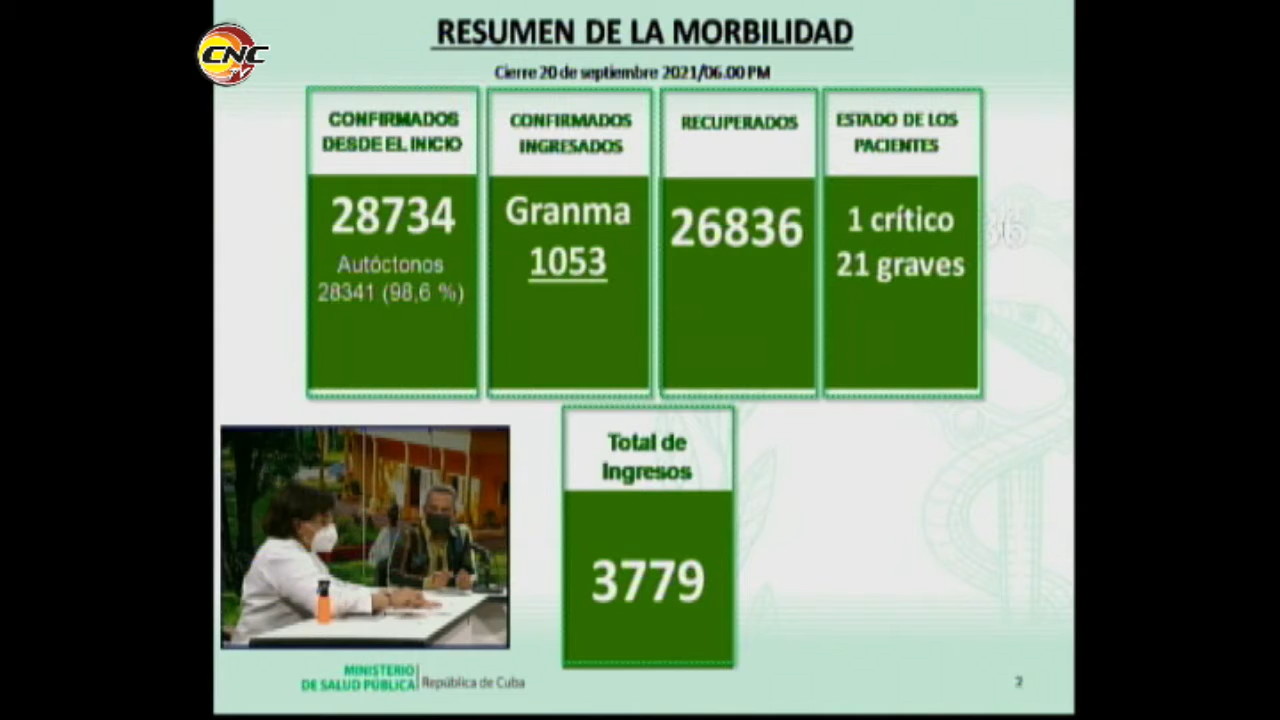 CNC
TV
RESUMEN DE LA MORBILIDAD
Cierre 20 de septiembre 2021/06.00 PM
CONFIRMADOS
DESDE EL INICIO
28734
Autóctonos
28341 (98,6 %)
CONFIRMADOS
INGRESADOS
Granma
1053
RECUPERADOS
26836
ESTADO DE LOS
PACIENTES
1 crítico
21 graves
36
Total de
Ingresos
3779
MINISTERIO
DE SALUD PÚBLICA
República de Cuba
2